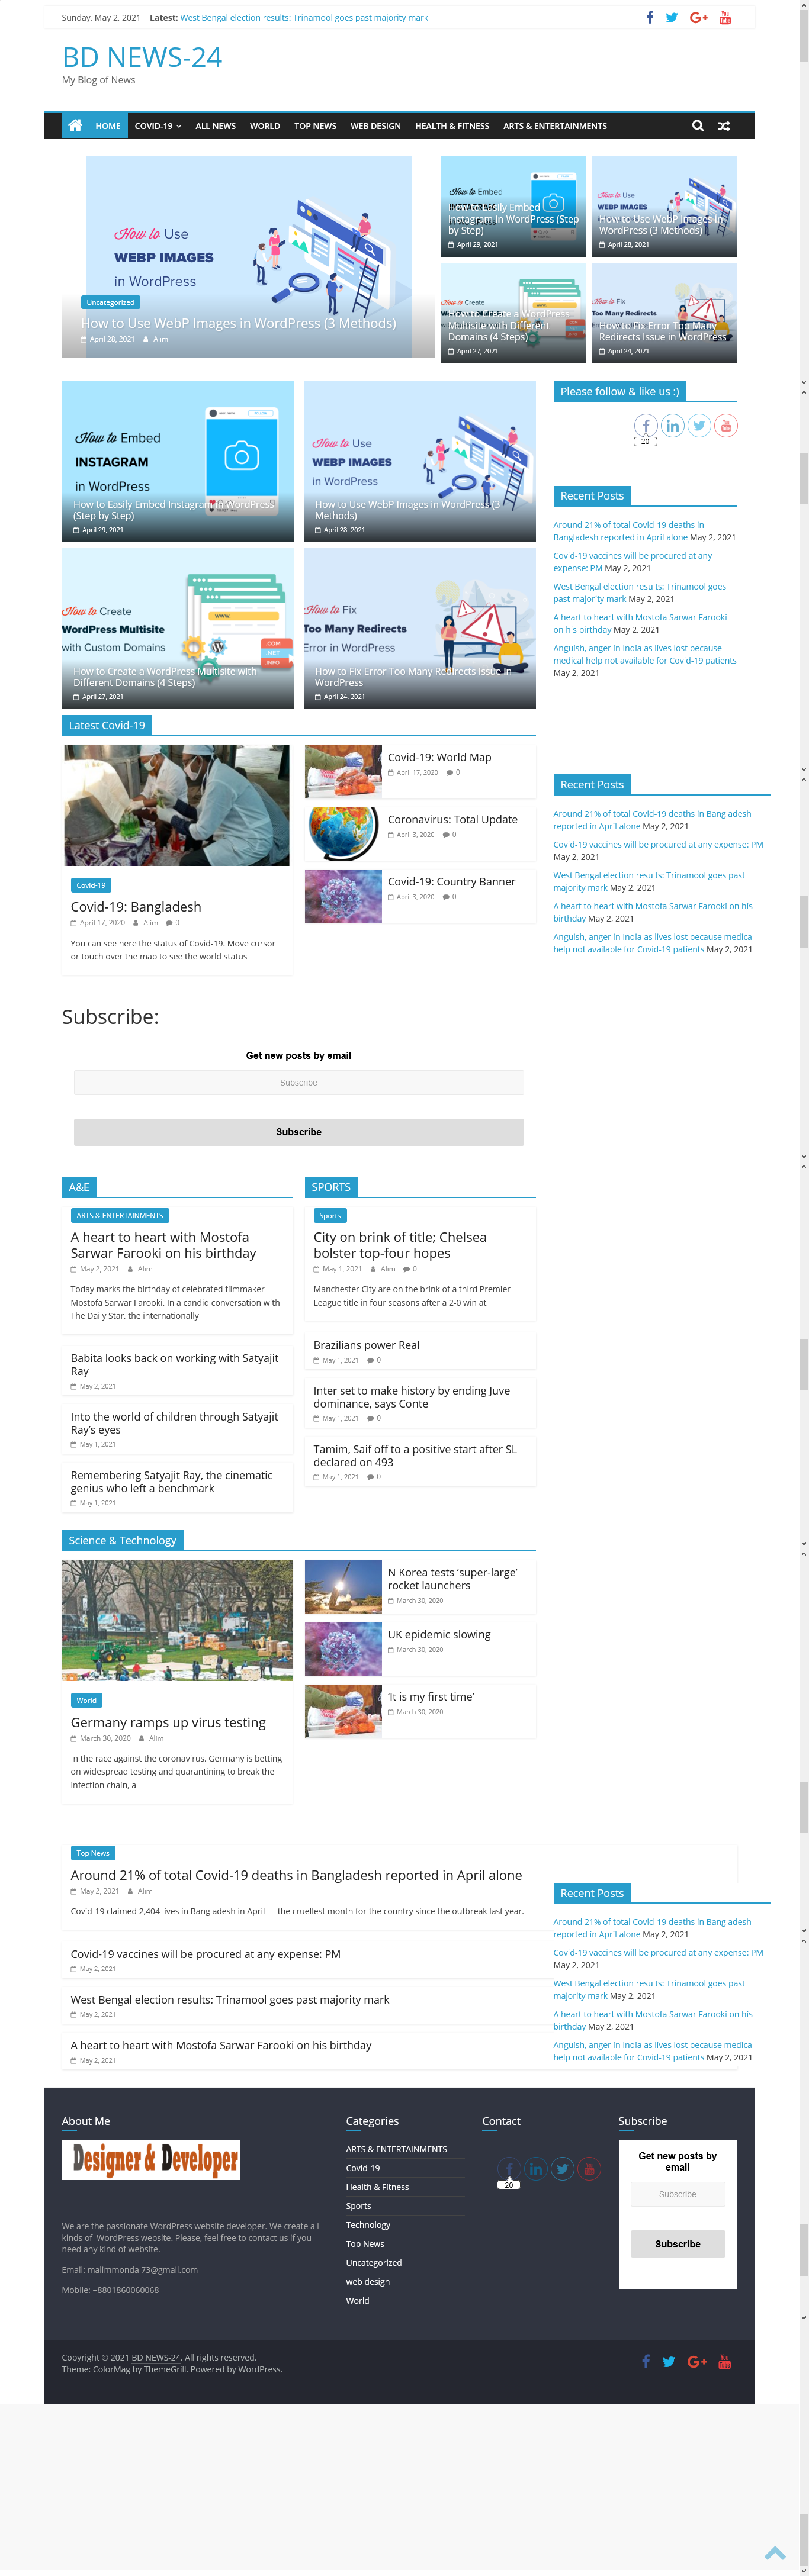 Sunday, May 2, 2021 Latest: West Bengal election results: Trinamool goes past majority mark
BD NEWS-24
My Blog of News
HOME COVID-19 ALL NEWS WORLD TOP NEWS WEB DESIGN HEALTH & FITNESS ARTS & ENTERTAINMENTS
How to Use
WEBP IMAGES
in WordPress
Uncategorized
How to Use WebP Images in WordPress (3 Methods)
April 28, 2021 Alim
How to Embed
INSTAGRAM
How to Easily Embed
Instagram in WordPress (Step
by Step)
April 29, 2021
How to Use
WEBP IMAGES
How to Use WebP Images in
WordPress (3 Methods)
April 28, 2021
How to Create
How to Create a WordPress
Multisite with Different
Domains (4 Steps)
April 27, 2021
How to Fix
Too Many Redirects
How to Fix Error Too Many
Redirects Issue in WordPress
April 24, 2021
How to Embed
INSTAGRAM
in WordPress
How to Easily Embed Instagram in WordPress
(Step by Step)
April 29, 2021
How to Use
WEBP IMAGES
in WordPress
How to Use WebP Images in WordPress (3
Methods)
April 28, 2021
How to Create
WordPress Multisite
with Custom Domains
WWW
.COM
.NET
.INFO
How to Create a WordPress Multisite with
Different Domains (4 Steps)
April 27, 2021
How to Fix
Too Many Redirects
Error in WordPress
How to Fix Error Too Many Redirects Issue in
WordPress
April 24, 2021
Please follow & like us :)
20
Recent Posts
Around 21% of total Covid-19 deaths in
Bangladesh reported in April alone May 2, 2021
Covid-19 vaccines will be procured at any
expense: PM May 2, 2021
West Bengal election results: Trinamool goes
past majority mark May 2, 2021
A heart to heart with Mostofa Sarwar Farooki
on his birthday May 2, 2021
Anguish, anger in India as lives lost because
medical help not available for Covid-19 patients
May 2, 2021
Latest Covid-19
Covid-19
Covid-19: Bangladesh
April 17, 2020 Alim 0
You can see here the status of Covid-19. Move cursor
or touch over the map to see the world status
Covid-19: World Map
April 17, 2020 0
Coronavirus: Total Update
April 3, 2020 0
Covid-19: Country Banner
April 3, 2020 0
Recent Posts
Around 21% of total Covid-19 deaths in Bangladesh
reported in April alone May 2, 2021
Covid-19 vaccines will be procured at any expense: PM
May 2, 2021
West Bengal election results: Trinamool goes past
majority mark May 2, 2021
A heart to heart with Mostofa Sarwar Farooki on his
birthday May 2, 2021
Anguish, anger in India as lives lost because medical
help not available for Covid-19 patients May 2, 2021
Subscribe:
Get new posts by email
Subscribe
Subscribe
A&E
ARTS & ENTERTAINMENTS
A heart to heart with Mostofa
Sarwar Farooki on his birthday
May 2, 2021 Alim
Today marks the birthday of celebrated filmmaker
Mostofa Sarwar Farooki. In a candid conversation with
The Daily Star, the internationally
Babita looks back on working with Satyajit
Ray
May 2, 2021
Into the world of children through Satyajit
Ray's eyes
May 1, 2021
Remembering Satyajit Ray, the cinematic
genius who left a benchmark
May 1, 2021
SPORTS
Sports
City on brink of title; Chelsea
bolster top-four hopes
May 1, 2021 Alim 0
Manchester City are on the brink of a third Premier
League title in four seasons after a 2-0 win at
Brazilians power Real
May 1, 2021 0
Inter set to make history by ending Juve
dominance, says Conte
May 1, 2021 0
Tamim, Saif off to a positive start after SL
declared on 493
May 1, 2021 0
Science & Technology
World
Germany ramps up virus testing
March 30, 2020 Alim
In the race against the coronavirus, Germany is betting
on widespread testing and quarantining to break the
infection chain, a
N Korea tests 'super-large'
rocket launchers
March 30, 2020
UK epidemic slowing
March 30, 2020
'It is my first time'
March 30, 2020
Top News
Around 21% of total Covid-19 deaths in Bangladesh reported in April alone
May 2, 2021 Alim
Covid-19 claimed 2,404 lives in Bangladesh in April — the cruellest month for the country since the outbreak last year.
Covid-19 vaccines will be procured at any expense: PM
May 2, 2021
West Bengal election results: Trinamool goes past majority mark
May 2, 2021
A heart to heart with Mostofa Sarwar Farooki on his birthday
May 2, 2021
Recent Posts
Around 21% of total Covid-19 deaths in Bangladesh
reported in April alone May 2, 2021
Covid-19 vaccines will be procured at any expense: PM
May 2, 2021
West Bengal election results: Trinamool goes past
majority mark May 2, 2021
A heart to heart with Mostofa Sarwar Farooki on his
birthday May 2, 2021
Anguish, anger in India as lives lost because medical
help not available for Covid-19 patients May 2, 2021
About Me
Designer & Developer
We are the passionate WordPress website developer. We create all
kinds of WordPress website. Please, feel free to contact us if you
need any kind of website.
Email: malimmondal73@gmail.com
Mobile: +8801860060068
Categories
ARTS & ENTERTAINMENTS
Covid-19
Health & Fitness
Sports
Technology
Top News
Uncategorized
web design
World
Contact
20
Subscribe
Get new posts by
email
Subscribe
Subscribe
Copyright © 2021 BD NEWS-24. All rights reserved.
Theme: ColorMag by ThemeGrill. Powered by WordPress.